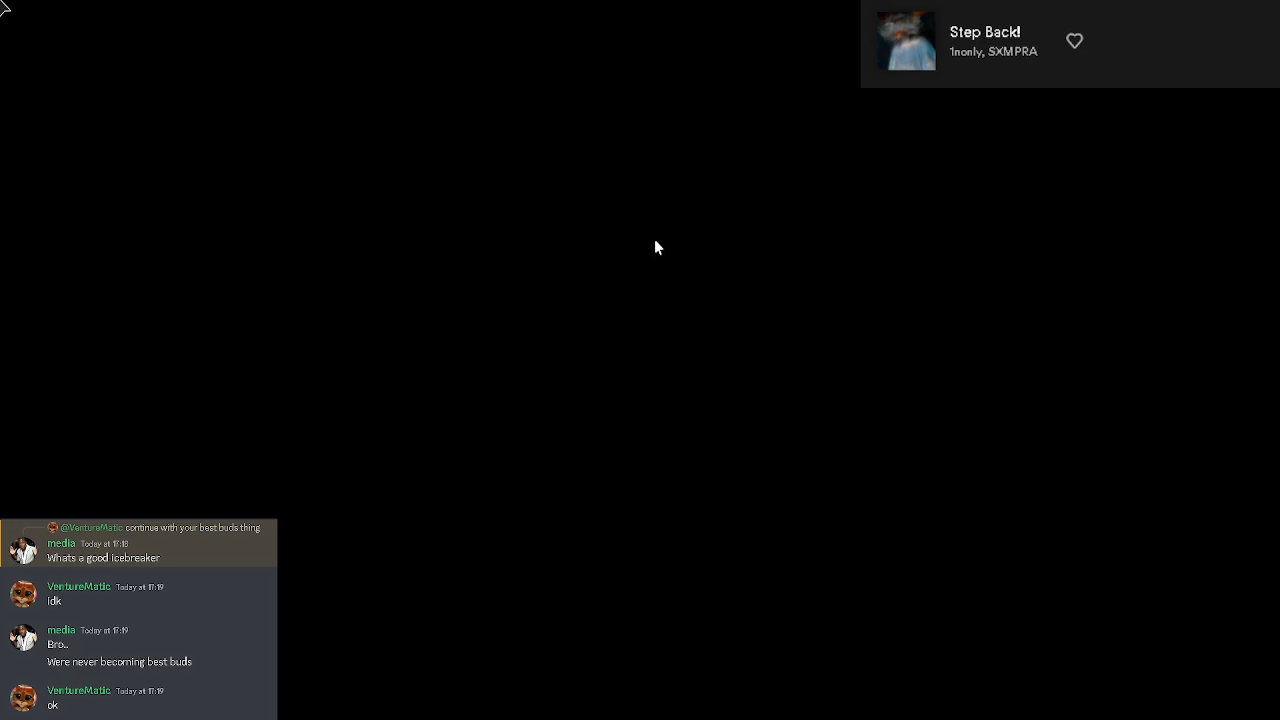 Step Back!
1nonly, SXMPRA
@VentureMatic continue with your best buds thing
media Today at 17:18
Whats a good icebreaker
VentureMatic Today at 17:19
idk
media Today at 17:19
Bro..
Were never becoming best buds
VentureMatic Today at 17:19
ok